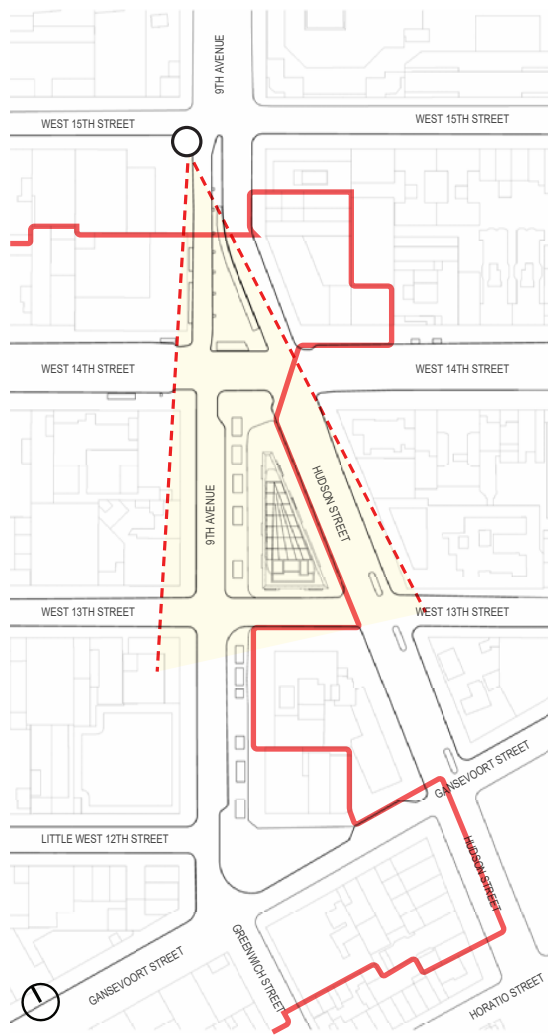 9TH AVENUE
WEST 15TH STREET
WEST 15TH STREET
WEST 14TH STREET
WEST 14TH STREET
HUDSON STREET
9TH AVENUE
WEST 13TH STREET
WEST 13TH STREET
GANSEVOORT STREET
LITTLE WEST 12TH STREET
HUDSON STREET
GANSEVOORT STREET
GREENWICH STREET
HORATIO STREET